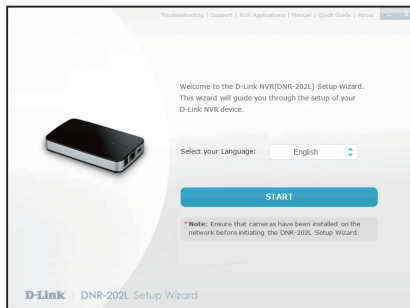 Troubleshooting | Support | NVR Applications | Manual | Quick Guide | About
Welcome to the D-Link NVR(DNR-202L) Setup Wizard.
This wizard will guide you through the setup of your
D-Link NVR device.
Select your Language: English
START
* Note: Ensure that cameras have been installed on the
network before initiating the DNR-202L Setup Wizard.
D-Link | DNR-202L Setup Wizard